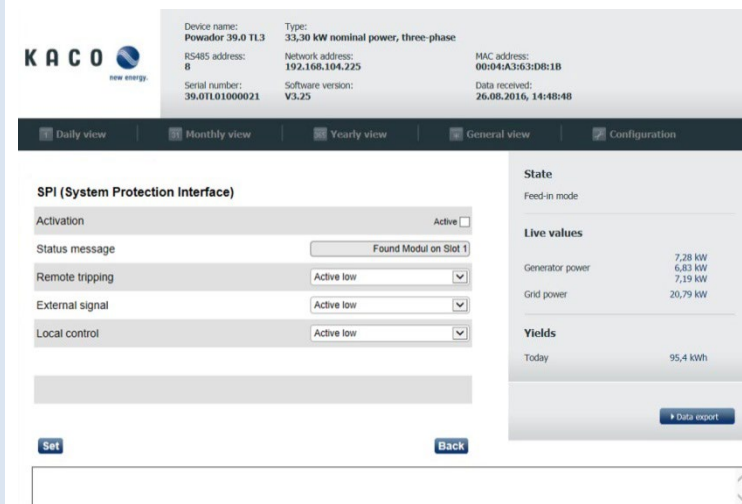 KACO
new energy.
Device name:
Powador 39.0 TL3
Type:
33,30 kW nominal power, three-phase
RS485 address:
8
Network address:
192.168.104.225
MAC address:
00:04:A3:63:D8:1B
Serial number:
39.0TL01000021
Software version:
V3.25
Data received:
26.08.2016, 14:48:48
1 Daily view
31 Monthly view
365 Yearly view
General view
Configuration
SPI (System Protection Interface)
Activation Active
Status message Found Modul on Slot 1
Remote tripping Active low
External signal Active low
Local control Active low
Set Back
State
Feed-in mode
Live values
Generator power 7,28 kW
6,83 kW
7,19 kW
Grid power 20,79 kW
Yields
Today 95,4 kWh
Data export